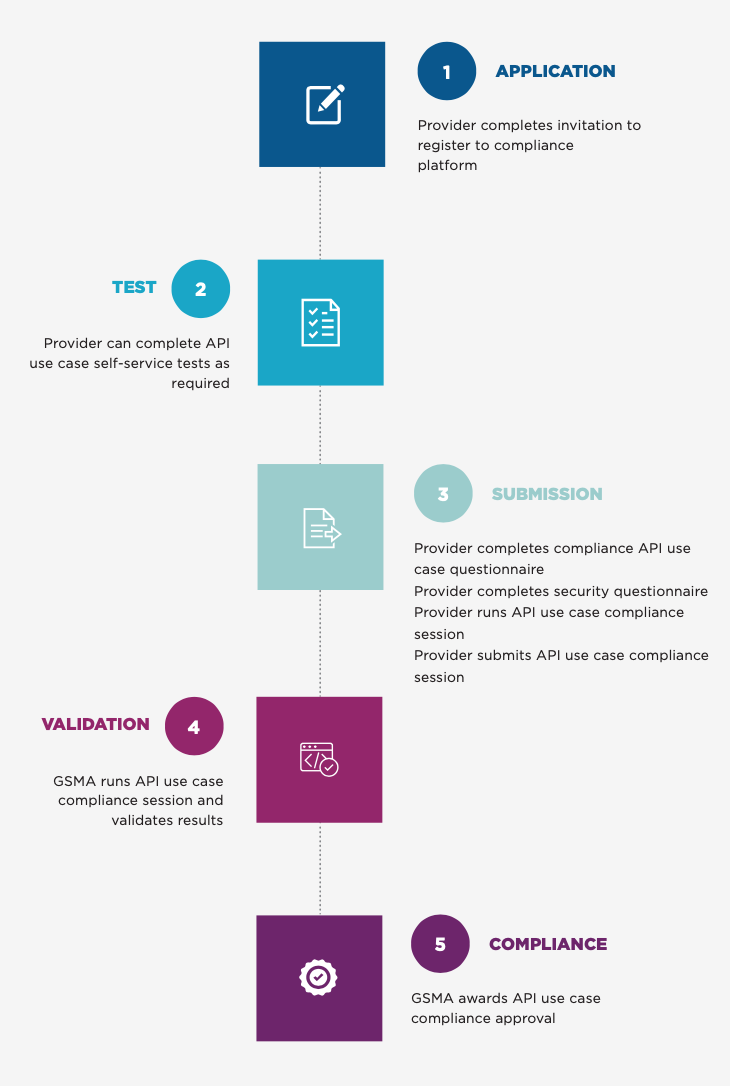 1
APPLICATION
Provider completes invitation to
register to compliance
platform
TEST
2
Provider can complete API
use case self-service tests as
required
3
SUBMISSION
Provider completes compliance API use
case questionnaire
Provider completes security questionnaire
Provider runs API use case compliance
session
Provider submits API use case compliance
session
VALIDATION
4
GSMA runs API use case
compliance session and
validates results
5
COMPLIANCE
GSMA awards API use case
compliance approval